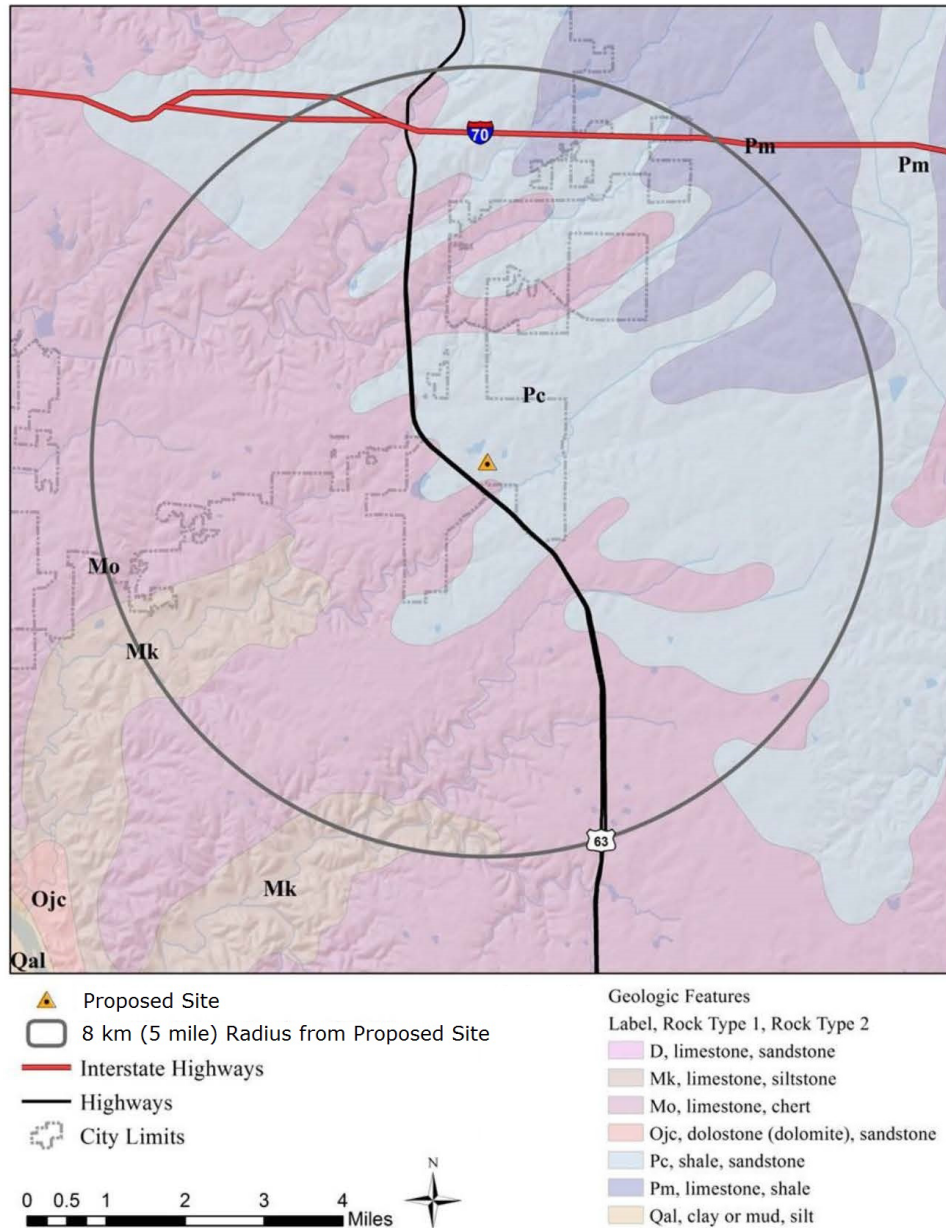 70
Pm
Pm
Pc
Mo
Mk
63
Mk
Ojc
Qal
Proposed Site
8 km (5 mile) Radius from Proposed Site
Interstate Highways
Highways
City Limits
0 0.5 1 2 3 4
Miles
N
Geologic Features
Label, Rock Type 1, Rock Type 2
D, limestone, sandstone
Mk, limestone, siltstone
Mo, limestone, chert
Ojc, dolostone (dolomite), sandstone
Pc, shale, sandstone
Pm, limestone, shale
Qal, clay or mud, silt